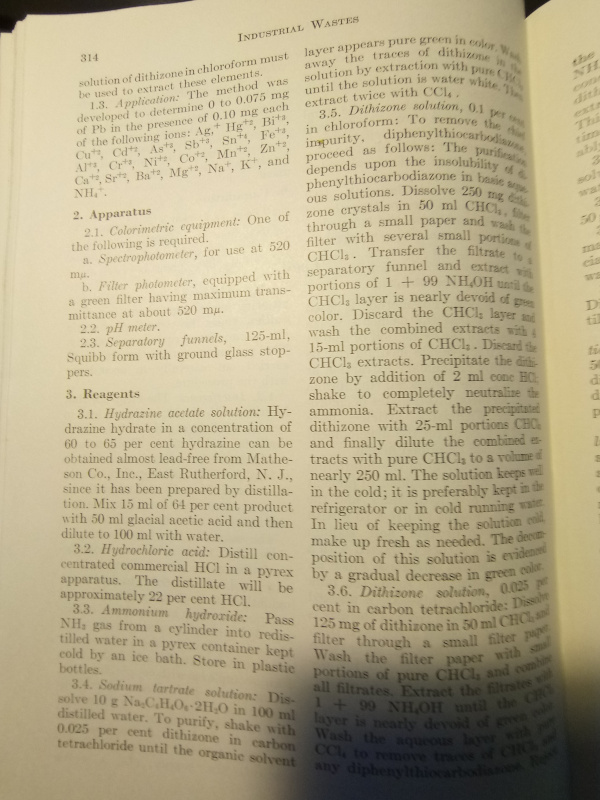 314
INDUSTRIAL WASTES
solution of dithizone in chloroform must
be used to extract these elements.
1.3. Application: The method was
developed to determine 0 to 0.075 mg
of Pb in the presence of 0.10 mg each
of the following ions: Ag,⁺ Hg⁺², Bi⁺³,
Cu⁺², Cd⁺², As⁺³, Sb⁺³, Sn⁺⁴, Fe⁺³,
Al⁺³, Cr⁺³, Ni⁺², Co⁺², Mn⁺², Zn⁺²,
Ca⁺², Sr⁺², Ba⁺², Mg⁺², Na⁺, K⁺, and
NH₄⁺.
2. Apparatus
2.1. Colorimetric equipment: One of
the following is required.
a. Spectrophotometer, for use at 520
mμ.
b. Filter photometer, equipped with
a green filter having maximum trans-
mittance at about 520 mμ.
2.2. pH meter.
2.3. Separatory funnels, 125-ml,
Squibb form with ground glass stop-
pers.
3. Reagents
3.1. Hydrazine acetate solution: Hy-
drazine hydrate in a concentration of
60 to 65 per cent hydrazine can be
obtained almost lead-free from Mathe-
son Co., Inc., East Rutherford, N. J.,
since it has been prepared by distilla-
tion. Mix 15 ml of 64 per cent product
with 50 ml glacial acetic acid and then
dilute to 100 ml with water.
3.2. Hydrochloric acid: Distill con-
centrated commercial HCl in a pyrex
apparatus. The distillate will be
approximately 22 per cent HCl.
3.3. Ammonium hydroxide: Pass
NH₃ gas from a cylinder into redis-
tilled water in a pyrex container kept
cold by an ice bath. Store in plastic
bottles.
3.4. Sodium tartrate solution: Dis-
solve 10 g Na₂C₄H₄O₆·2H₂O in 100 ml
distilled water. To purify, shake with
0.025 per cent dithizone in carbon
tetrachloride until the organic solvent
layer appears pure green in color. Wash
away the traces of dithizone in the
solution by extraction with pure CHCl₃
until the solution is water white. Then
extract twice with CCl₄.
3.5. Dithizone solution, 0.1 per cent
in chloroform: To remove the chief
impurity, diphenylthiocarbodiazone,
proceed as follows: The purification
depends upon the insolubility of di-
phenylthiocarbodiazone in basic aque-
ous solutions. Dissolve 250 mg dithi-
zone crystals in 50 ml CHCl₃, filter
through a small paper and wash the
filter with several small portions of
CHCl₃. Transfer the filtrate to a
separatory funnel and extract with
portions of 1 + 99 NH₄OH until the
CHCl₃ layer is nearly devoid of green
color. Discard the CHCl₃ layer and
wash the combined extracts with 4
15-ml portions of CHCl₃. Discard the
CHCl₃ extracts. Precipitate the dithi-
zone by addition of 2 ml conc HCl;
shake to completely neutralize the
ammonia. Extract the precipitated
dithizone with 25-ml portions CHCl₃
and finally dilute the combined ex-
tracts with pure CHCl₃ to a volume of
nearly 250 ml. The solution keeps well
in the cold; it is preferably kept in the
refrigerator or in cold running water.
In lieu of keeping the solution cold,
make up fresh as needed. The decom-
position of this solution is evidenced
by a gradual decrease in green color.
3.6. Dithizone solution, 0.025 per
cent in carbon tetrachloride: Dissolve
125 mg of dithizone in 50 ml CHCl₃ and
filter through a small filter paper.
Wash the filter paper with small
portions of pure CHCl₃ and combine
all filtrates. Extract the filtrates with
1 + 99 NH₄OH until the CHCl₃
layer is nearly devoid of green color.
Wash the aqueous layer with pure
CCl₄ to remove traces of CHCl₃ and
any diphenylthiocarbodiazone.
the